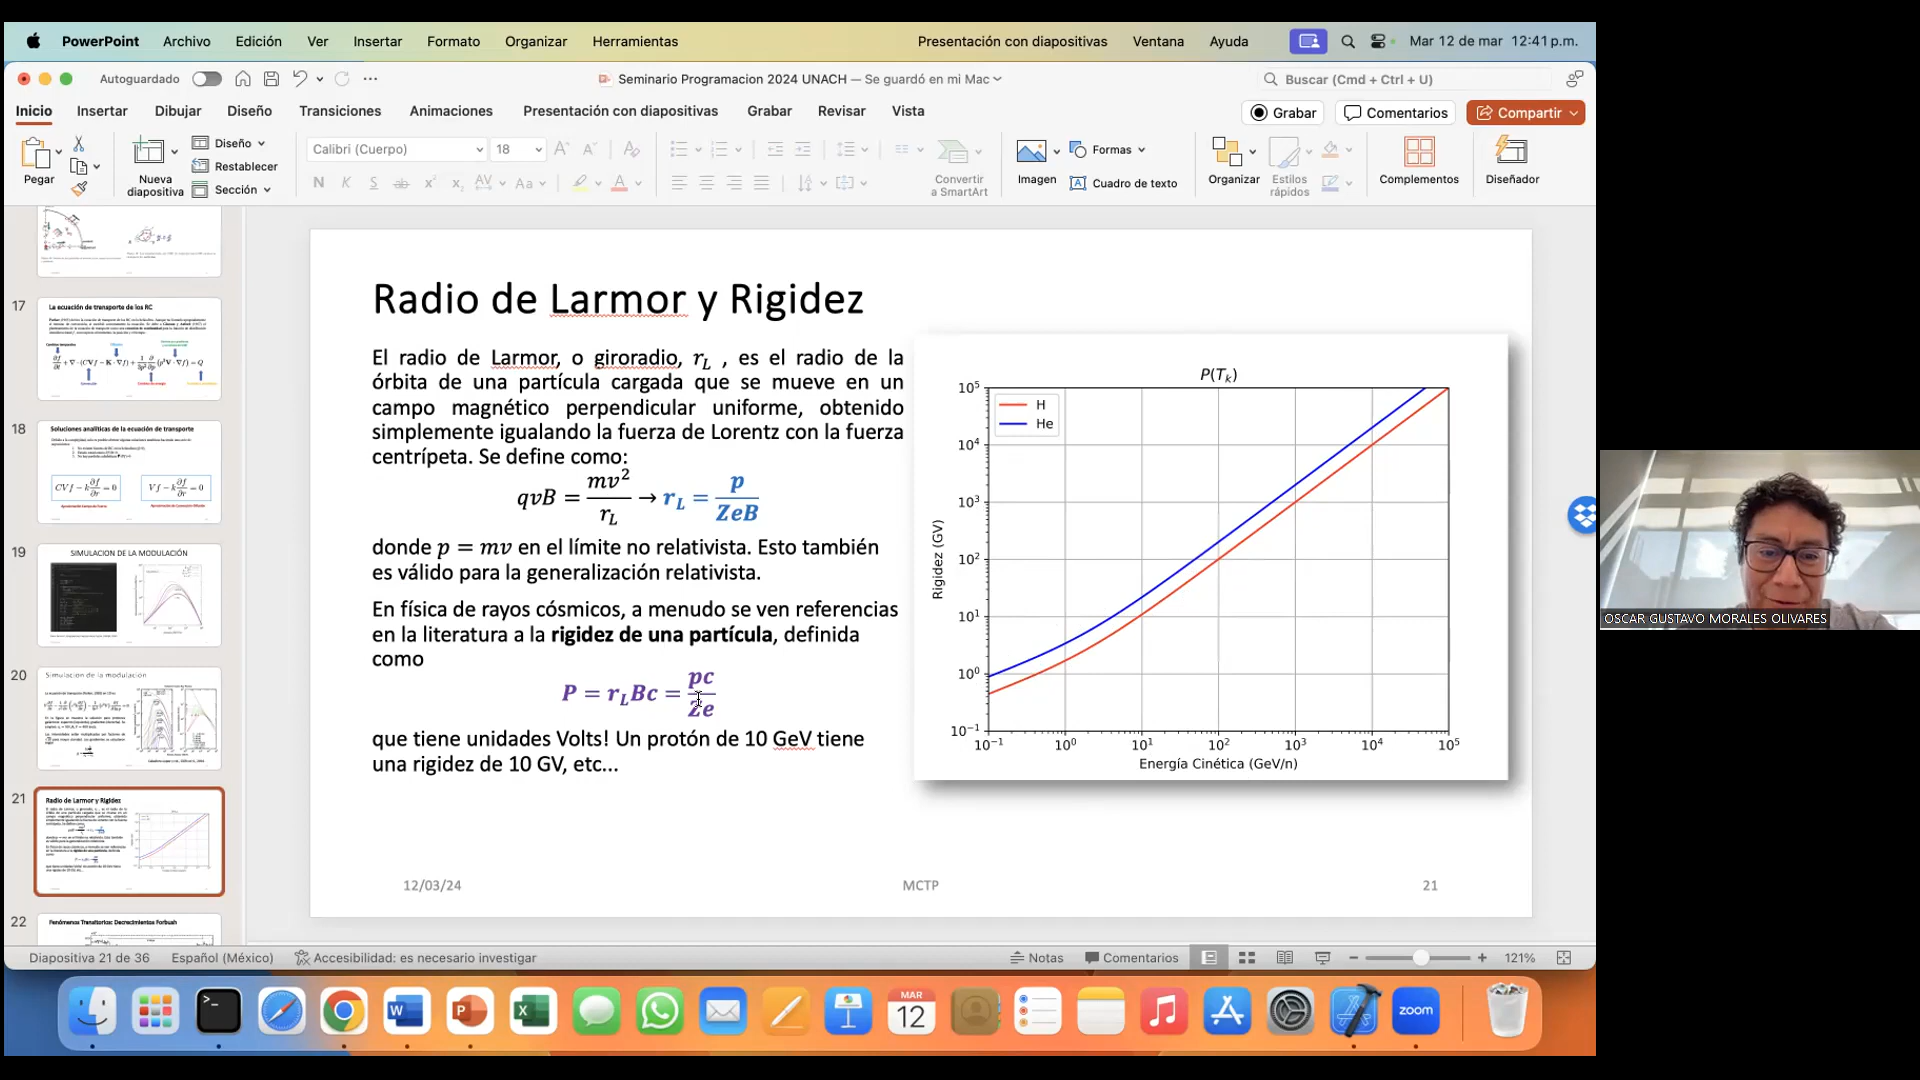 PowerPoint Archivo Edición Ver Insertar Formato Organizar Herramientas Presentación con diapositivas Ventana Ayuda Mar 12 de mar 12:41 p.m.
Autoguardado Seminario Programacion 2024 UNACH — Se guardó en mi Mac Buscar (Cmd + Ctrl + U)
Inicio Insertar Dibujar Diseño Transiciones Animaciones Presentación con diapositivas Grabar Revisar Vista Grabar Comentarios Compartir
Pegar
Nueva
diapositiva
Diseño
Restablecer
Sección
Calibri (Cuerpo) 18
Convertir
a SmartArt
Imagen
Formas
Cuadro de texto
Organizar
Estilos
rápidos
Complementos
Diseñador
17
La ecuación de transporte de los RC
18
Soluciones analíticas de la ecuación de transporte
19
SIMULACION DE LA MODULACIÓN
20
Simulacion de la modulacion
21
Radio de Larmor y Rigidez
22
Fenómenos Transitorios: Decrecimientos Forbush
Radio de Larmor y Rigidez
El radio de Larmor, o giroradio, r_L , es el radio de la
órbita de una partícula cargada que se mueve en un
campo magnético perpendicular uniforme, obtenido
simplemente igualando la fuerza de Lorentz con la fuerza
centrípeta. Se define como:
qvB = mv²/r_L → r_L = p/ZeB
donde p = mv en el límite no relativista. Esto también
es válido para la generalización relativista.
En física de rayos cósmicos, a menudo se ven referencias
en la literatura a la rigidez de una partícula, definida
como
P = r_L Bc = pc/Ze
que tiene unidades Volts! Un protón de 10 GeV tiene
una rigidez de 10 GV, etc...
P(T_k)
H
He
Rigidez (GV)
10⁵
10⁴
10³
10²
10¹
10⁰
10⁻¹
10⁻¹ 10⁰ 10¹ 10² 10³ 10⁴ 10⁵
Energía Cinética (GeV/n)
12/03/24 MCTP 21
OSCAR GUSTAVO MORALES OLIVARES
Diapositiva 21 de 36 Español (México) Accesibilidad: es necesario investigar Notas Comentarios 121%
MAR
12
zoom